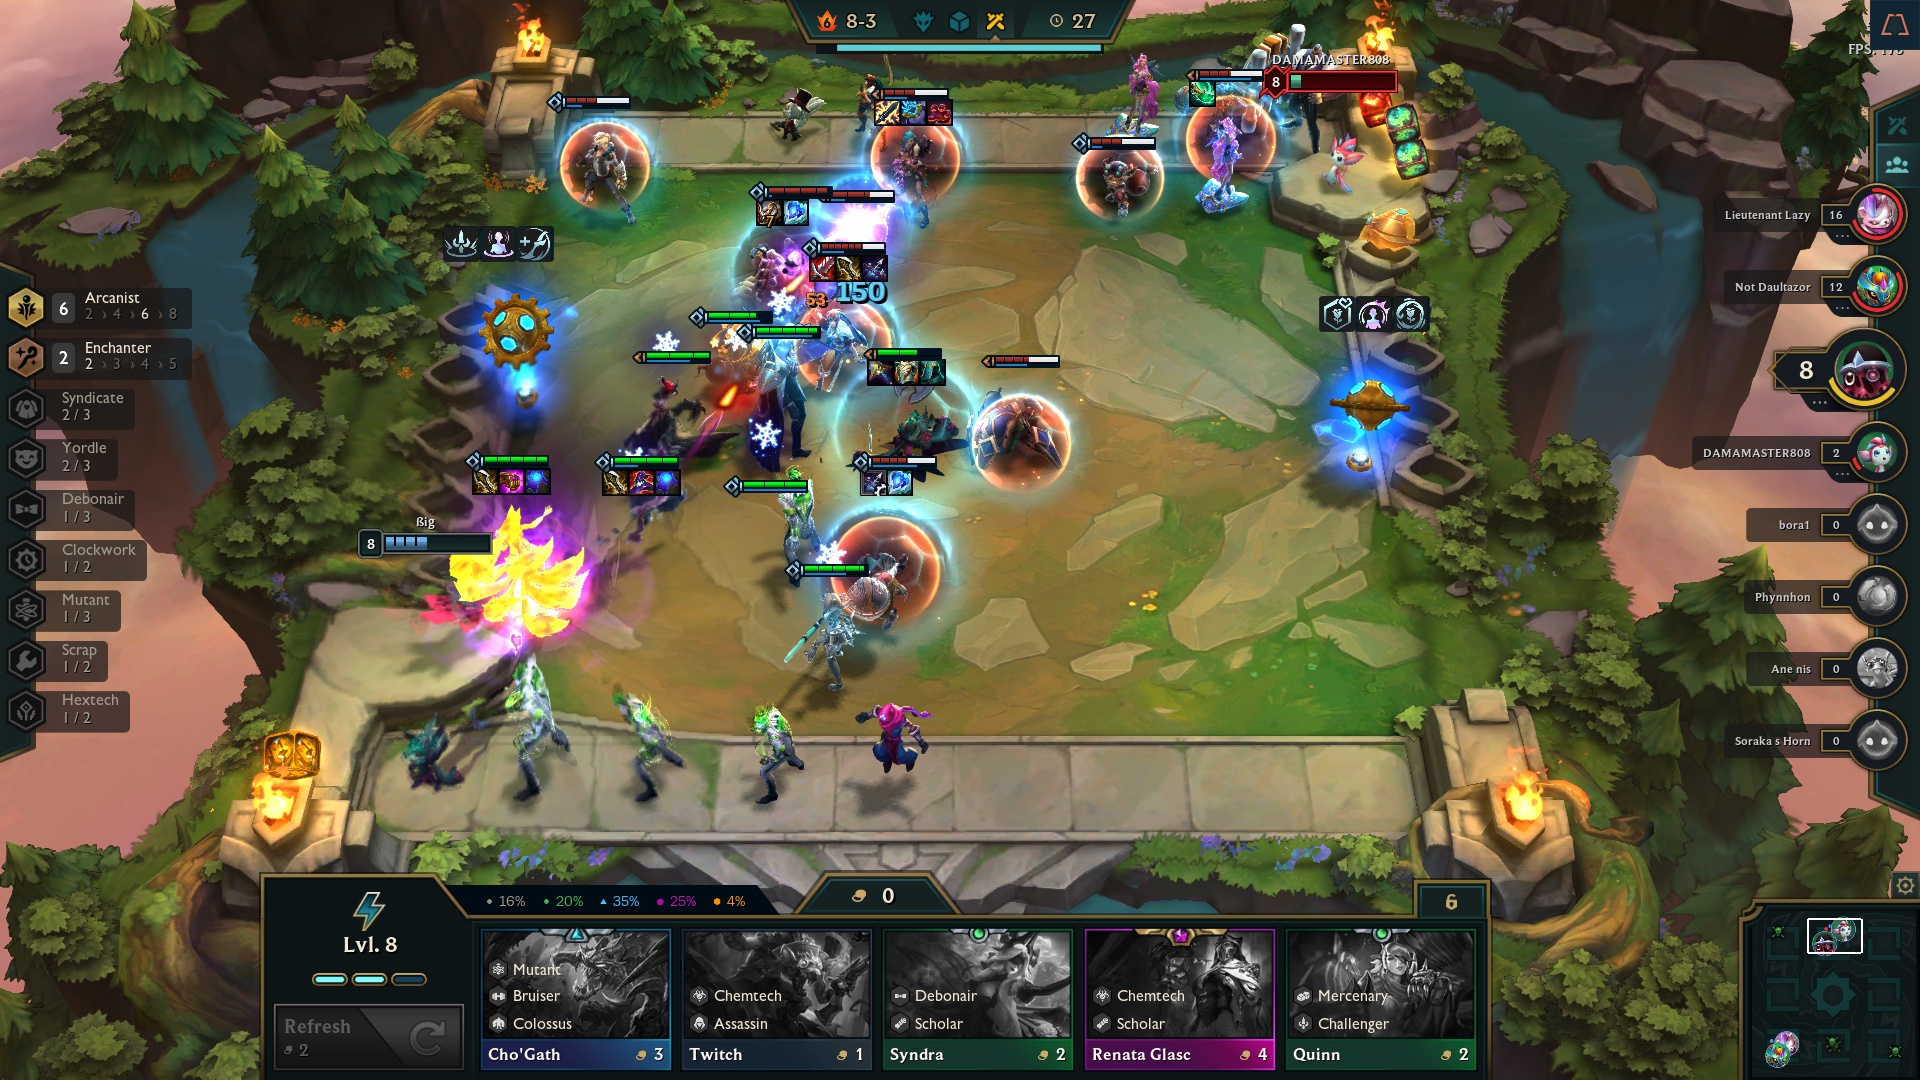 8-3
27
DAMAMASTER808
8
FPS:
Lieutenant Lazy
16
Not Daultazor
12
8
DAMAMASTER808
2
bora1
0
Phynnhon
0
Ane nis
0
Soraka s Horn
0
6
Arcanist
2 › 4 › 6 › 8
2
Enchanter
2 › 3 › 4 › 5
Syndicate
2 / 3
Yordle
2 / 3
Debonair
1 / 3
Clockwork
1 / 2
Mutant
1 / 3
Scrap
1 / 2
Hextech
1 / 2
7
53
150
ßig
8
16%
20%
35%
25%
4%
0
6
Lvl. 8
Refresh
2
Mutant
Bruiser
Colossus
Cho'Gath
3
Chemtech
Assassin
Twitch
1
Debonair
Scholar
Syndra
2
Chemtech
Scholar
Renata Glasc
4
Mercenary
Challenger
Quinn
2